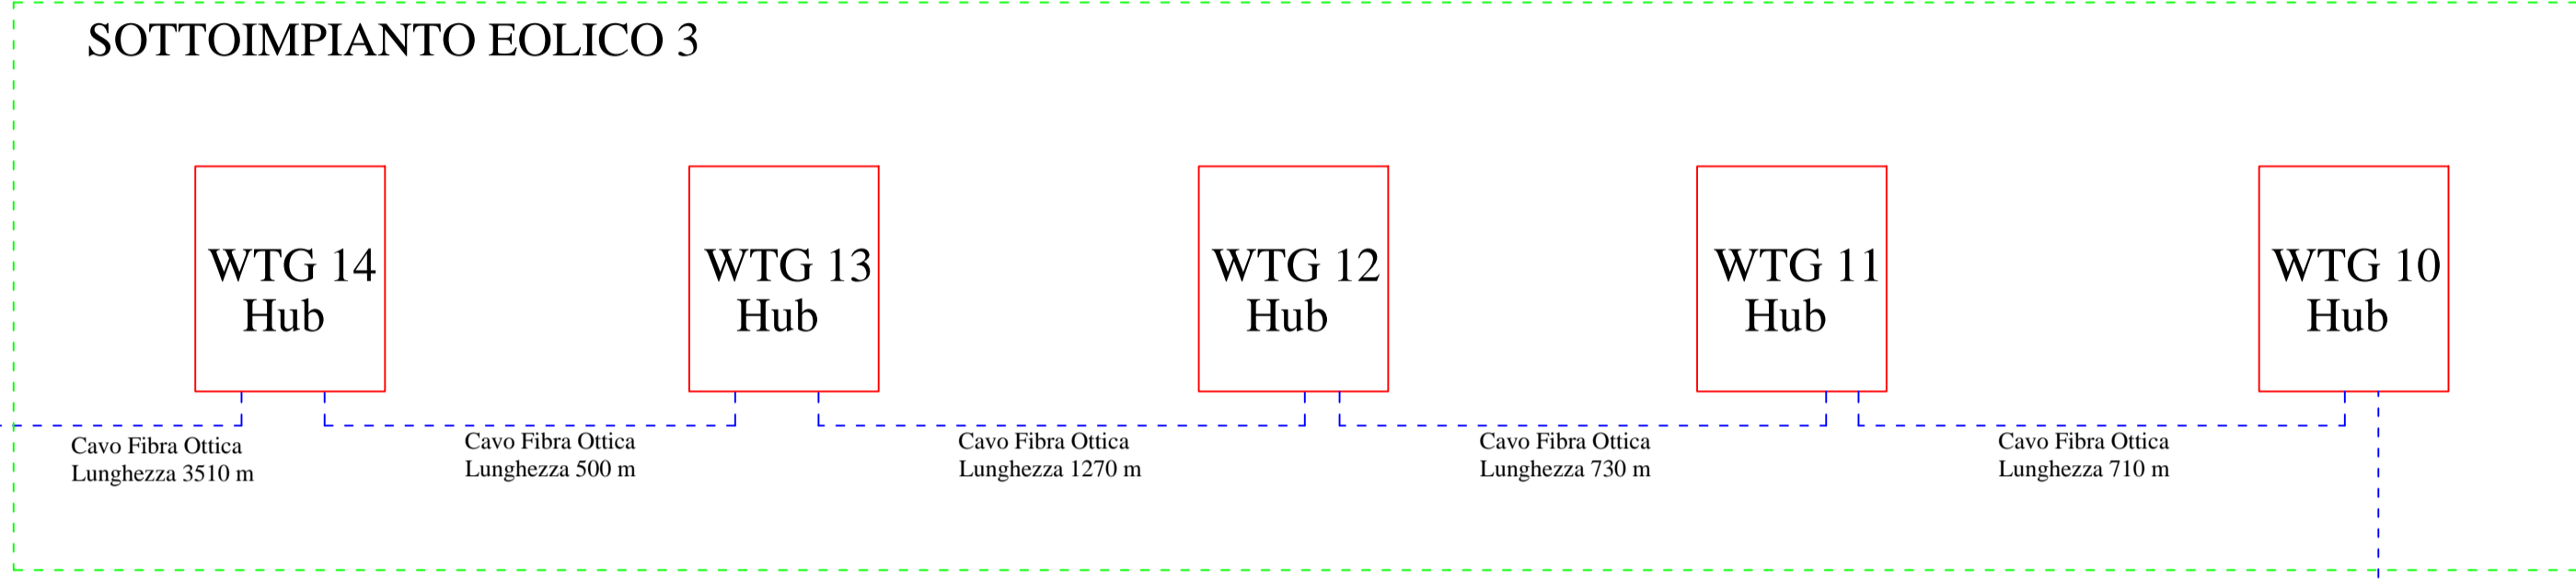 SOTTOIMPIANTO EOLICO 3
WTG 14
Hub
WTG 13
Hub
WTG 12
Hub
WTG 11
Hub
WTG 10
Hub
Cavo Fibra Ottica
Lunghezza 3510 m
Cavo Fibra Ottica
Lunghezza 500 m
Cavo Fibra Ottica
Lunghezza 1270 m
Cavo Fibra Ottica
Lunghezza 730 m
Cavo Fibra Ottica
Lunghezza 710 m